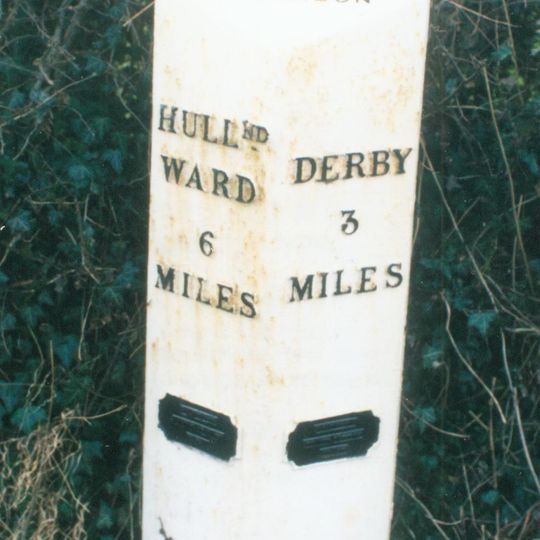 HULLND
WARD
6
MILES
DERBY
3
MILES